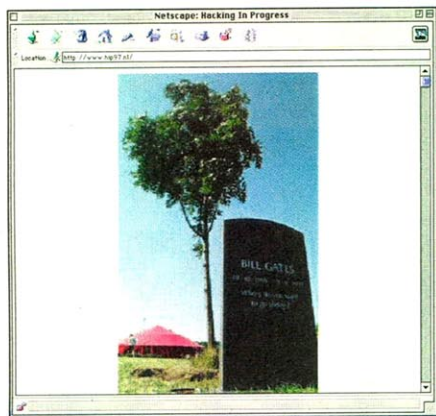 Netscape: Hacking In Progress
Location:
http://www.hip97.nl/
BILL GATES
where do you want
to go today?